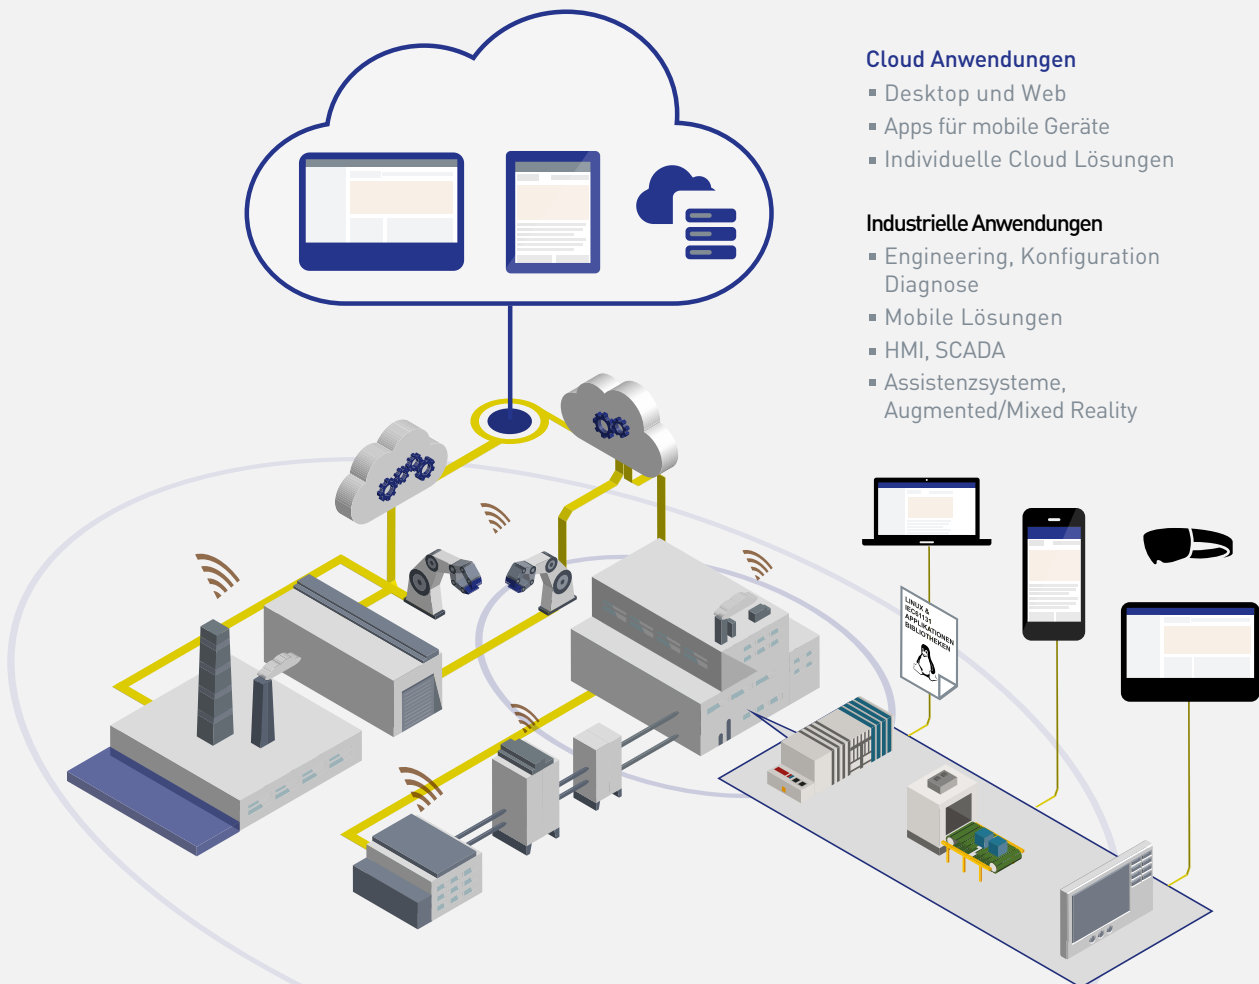 Cloud Anwendungen
Desktop und Web
Apps für mobile Geräte
Individuelle Cloud Lösungen
Industrielle Anwendungen
Engineering, Konfiguration
Diagnose
Mobile Lösungen
HMI, SCADA
Assistenzsysteme,
Augmented/Mixed Reality
LINUX &
IEC61131
APPLIKATIONEN
BIBLIOTHEKEN